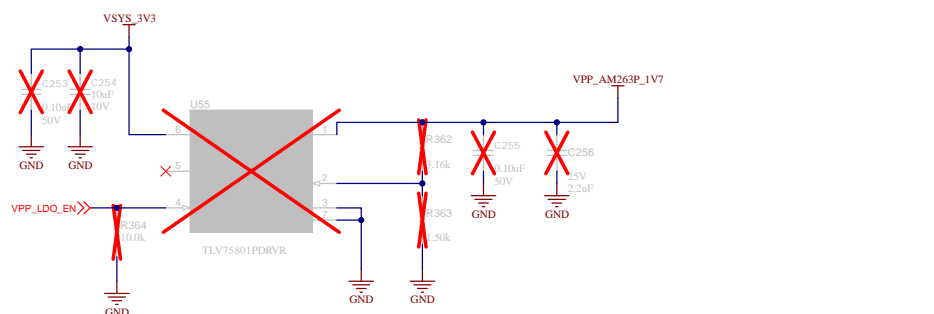 VSYS_3V3
C253
0.10uF
50V
C254
10uF
10V
GND
GND
U55
6
5
4
1
2
3
7
TLV75801PDRVR
VPP_LDO_EN
R364
10.0k
GND
VPP_AM263P_1V7
R362
R363
1.50k
C255
0.10uF
50V
C256
25V
2.2uF
GND
GND
GND
GND